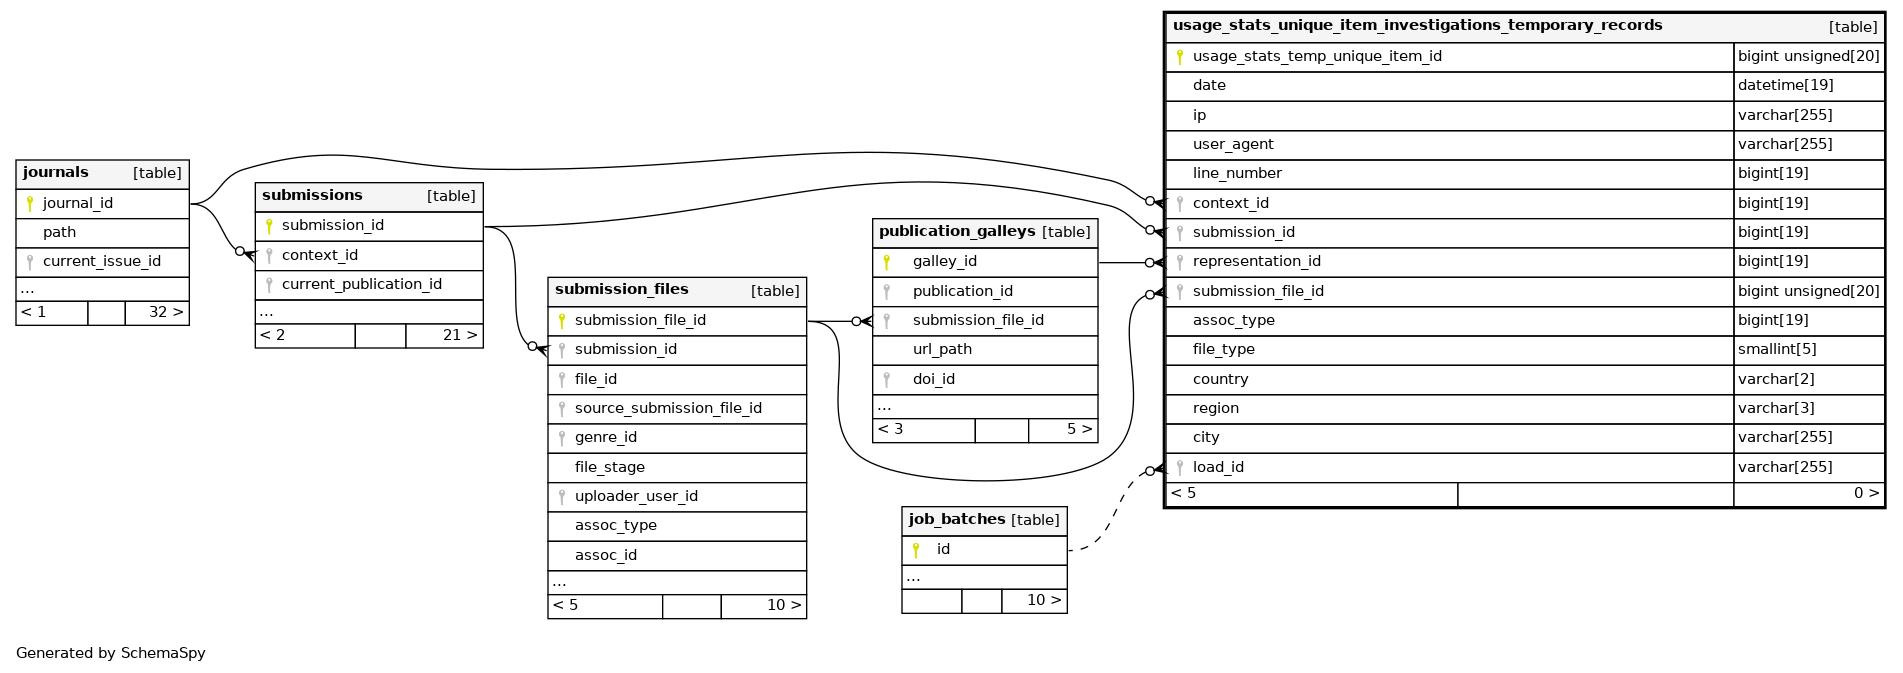 journals [table]
journal_id
path
current_issue_id
...
< 1 32 >
submissions [table]
submission_id
context_id
current_publication_id
...
< 2 21 >
submission_files [table]
submission_file_id
submission_id
file_id
source_submission_file_id
genre_id
file_stage
uploader_user_id
assoc_type
assoc_id
...
< 5 10 >
publication_galleys [table]
galley_id
publication_id
submission_file_id
url_path
doi_id
...
< 3 5 >
job_batches [table]
id
...
10 >
usage_stats_unique_item_investigations_temporary_records [table]
usage_stats_temp_unique_item_id bigint unsigned[20]
date datetime[19]
ip varchar[255]
user_agent varchar[255]
line_number bigint[19]
context_id bigint[19]
submission_id bigint[19]
representation_id bigint[19]
submission_file_id bigint unsigned[20]
assoc_type bigint[19]
file_type smallint[5]
country varchar[2]
region varchar[3]
city varchar[255]
load_id varchar[255]
< 5 0 >
Generated by SchemaSpy